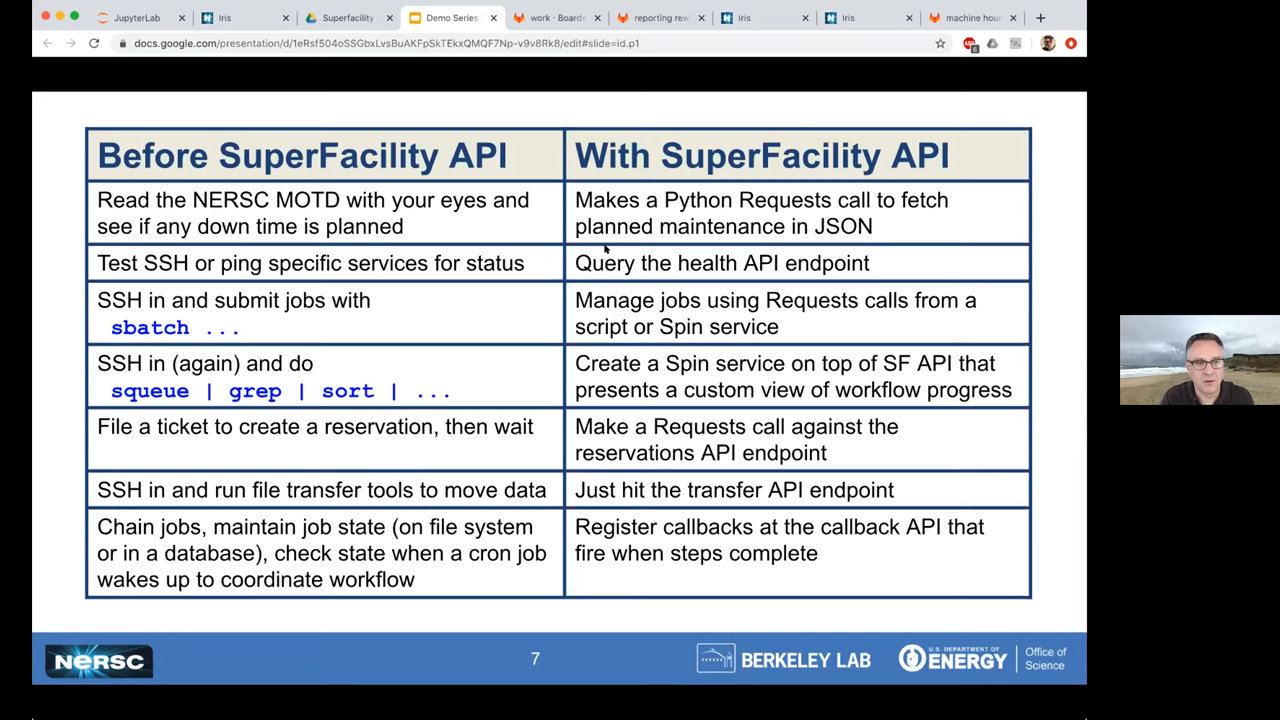 JupyterLab
Iris
Superfacility
Demo Series
work · Boards
reporting rew
Iris
Iris
machine hour
docs.google.com/presentation/d/1eRsf504oSSGbxLvsBuAKFpSkTEkxQMQF7Np-v9v8Rk8/edit#slide=id.p1
Before SuperFacility API
With SuperFacility API
Read the NERSC MOTD with your eyes and
see if any down time is planned
Makes a Python Requests call to fetch
planned maintenance in JSON
Test SSH or ping specific services for status
Query the health API endpoint
SSH in and submit jobs with
sbatch ...
Manage jobs using Requests calls from a
script or Spin service
SSH in (again) and do
squeue | grep | sort | ...
Create a Spin service on top of SF API that
presents a custom view of workflow progress
File a ticket to create a reservation, then wait
Make a Requests call against the
reservations API endpoint
SSH in and run file transfer tools to move data
Just hit the transfer API endpoint
Chain jobs, maintain job state (on file system
or in a database), check state when a cron job
wakes up to coordinate workflow
Register callbacks at the callback API that
fire when steps complete
NERSC
7
BERKELEY LAB
U.S. DEPARTMENT OF
ENERGY
Office of
Science